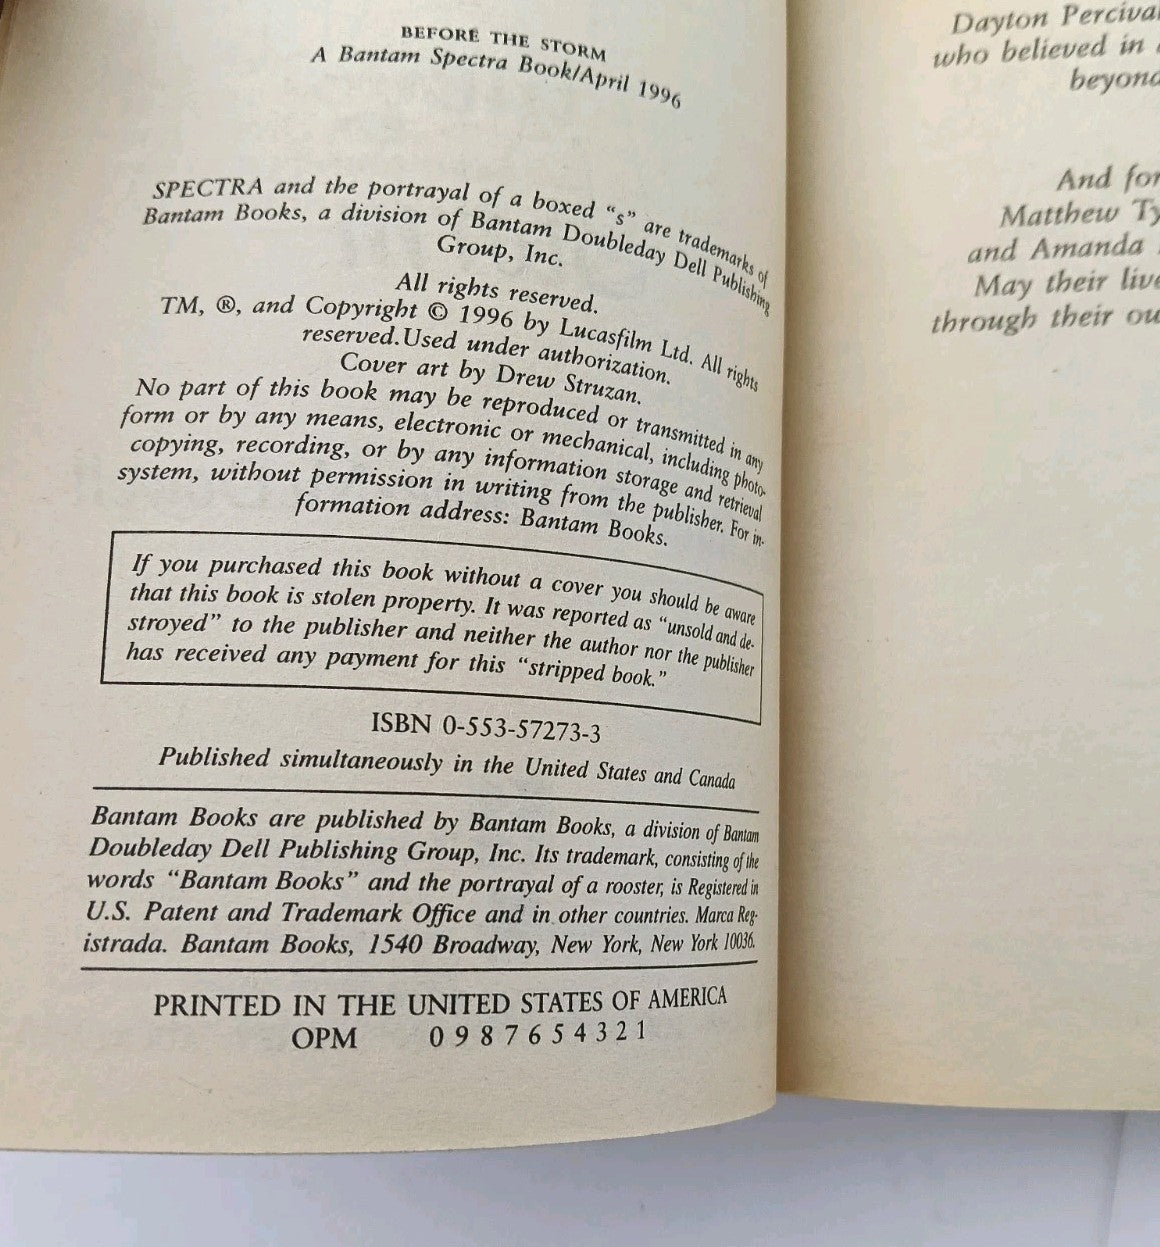 BEFORE THE STORM
A Bantam Spectra Book/April 1996
SPECTRA and the portrayal of a boxed "s" are trademarks of
Bantam Books, a division of Bantam Doubleday Dell Publishing
Group, Inc.
All rights reserved.
TM, ®, and Copyright © 1996 by Lucasfilm Ltd. All rights
reserved.Used under authorization.
Cover art by Drew Struzan.
No part of this book may be reproduced or transmitted in any
form or by any means, electronic or mechanical, including photo-
copying, recording, or by any information storage and retrieval
system, without permission in writing from the publisher. For in-
formation address: Bantam Books.
If you purchased this book without a cover you should be aware
that this book is stolen property. It was reported as "unsold and de-
stroyed" to the publisher and neither the author nor the publisher
has received any payment for this "stripped book."
ISBN 0-553-57273-3
Published simultaneously in the United States and Canada
Bantam Books are published by Bantam Books, a division of Bantam
Doubleday Dell Publishing Group, Inc. Its trademark, consisting of the
words "Bantam Books" and the portrayal of a rooster, is Registered in
U.S. Patent and Trademark Office and in other countries. Marca Reg-
istrada. Bantam Books, 1540 Broadway, New York, New York 10036.
PRINTED IN THE UNITED STATES OF AMERICA
OPM 0 9 8 7 6 5 4 3 2 1
Dayton Percival
who believed in
beyond
And for
Matthew Ty
and Amanda
May their live
through their ou